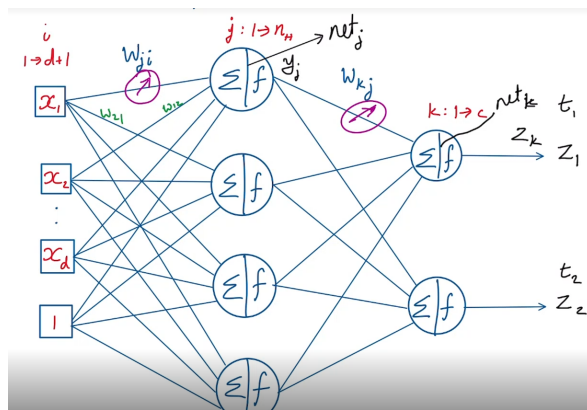 i
1→d+1
W_ji
j : 1→n_H
net_j
y_j
W_kj
k : 1→c
net_k
t_1
x_1
w_21
w_12
Σ f
Σ f
z_k
Z_1
x_2
Σ f
:
x_d
Σ f
Σ f
t_2
Z_2
1
Σ f